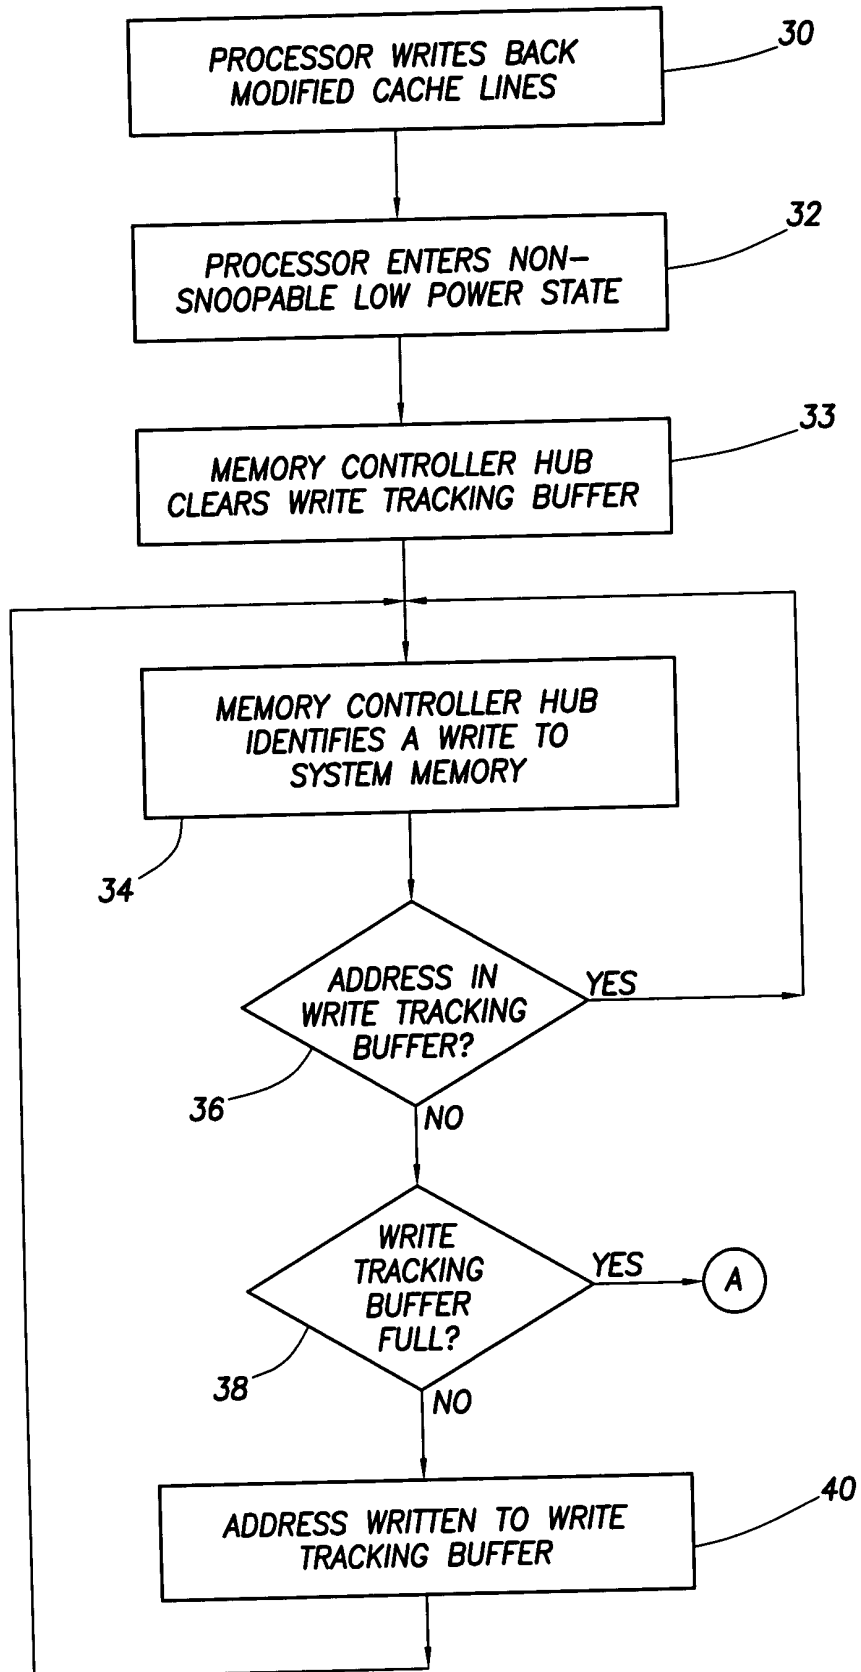 30
PROCESSOR WRITES BACK
MODIFIED CACHE LINES
32
PROCESSOR ENTERS NON-
SNOOPABLE LOW POWER STATE
33
MEMORY CONTROLLER HUB
CLEARS WRITE TRACKING BUFFER
MEMORY CONTROLLER HUB
IDENTIFIES A WRITE TO
SYSTEM MEMORY
34
ADDRESS IN
WRITE TRACKING
BUFFER?
YES
36
NO
WRITE
TRACKING
BUFFER
FULL?
YES
A
38
NO
40
ADDRESS WRITTEN TO WRITE
TRACKING BUFFER